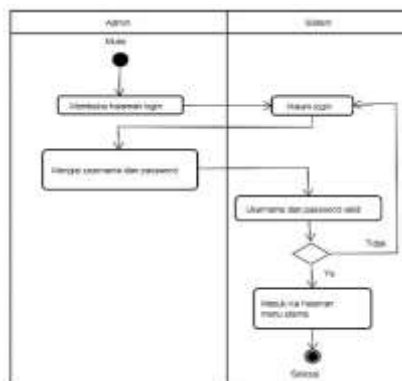 Admin
Sistem
Mulai
Membuka halaman login
Masuk login
Mengisi username dan password
Username dan password valid
Tidak
Ya
Masuk ke halaman
menu utama
Selesai